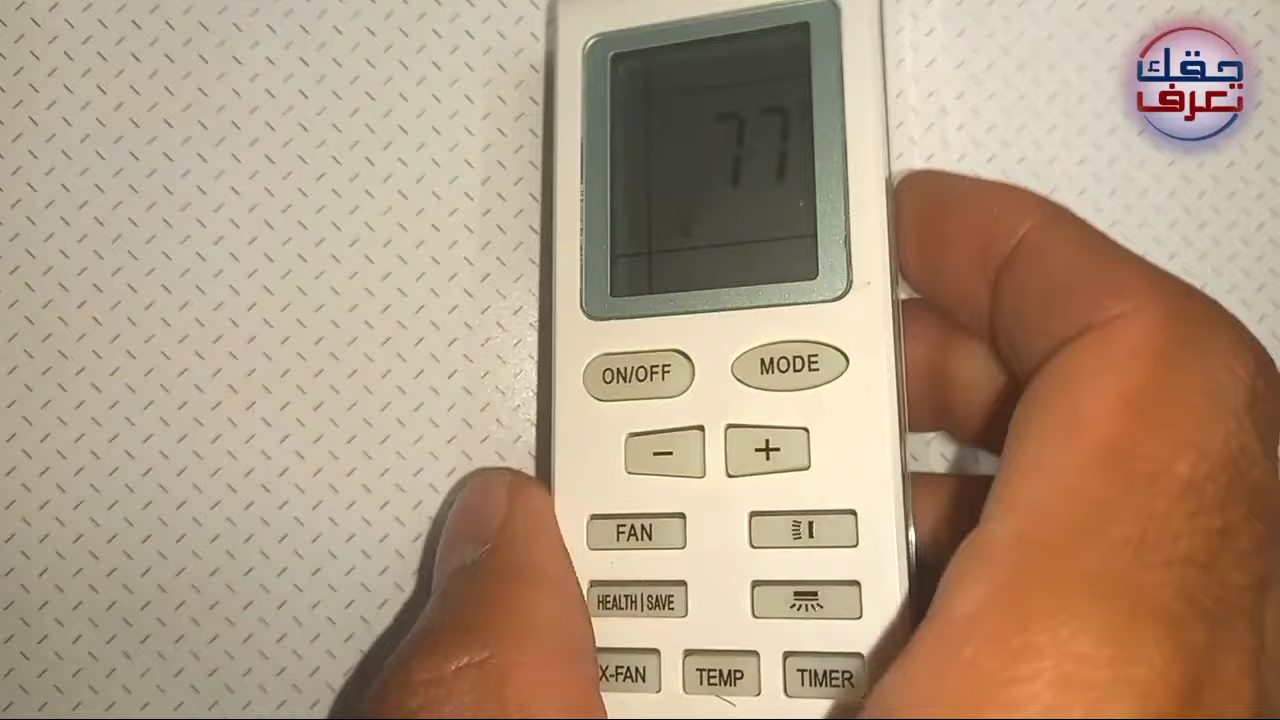 حقك
تعرف
77
ON/OFF
MODE
- +
FAN
HEALTH | SAVE
X-FAN
TEMP
TIMER